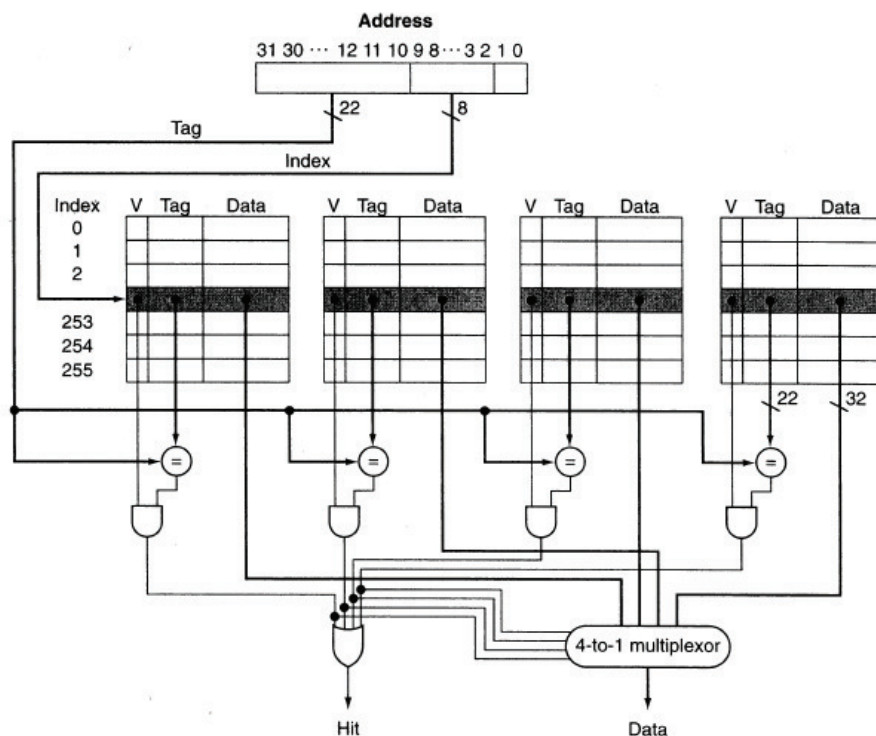 Address
31 30 ··· 12 11 10 9 8 ··· 3 2 1 0
22
8
Tag
Index
Index
V Tag Data
V Tag Data
V Tag Data
V Tag Data
0
1
2
253
254
255
22
32
=
=
=
=
4-to-1 multiplexor
Hit
Data